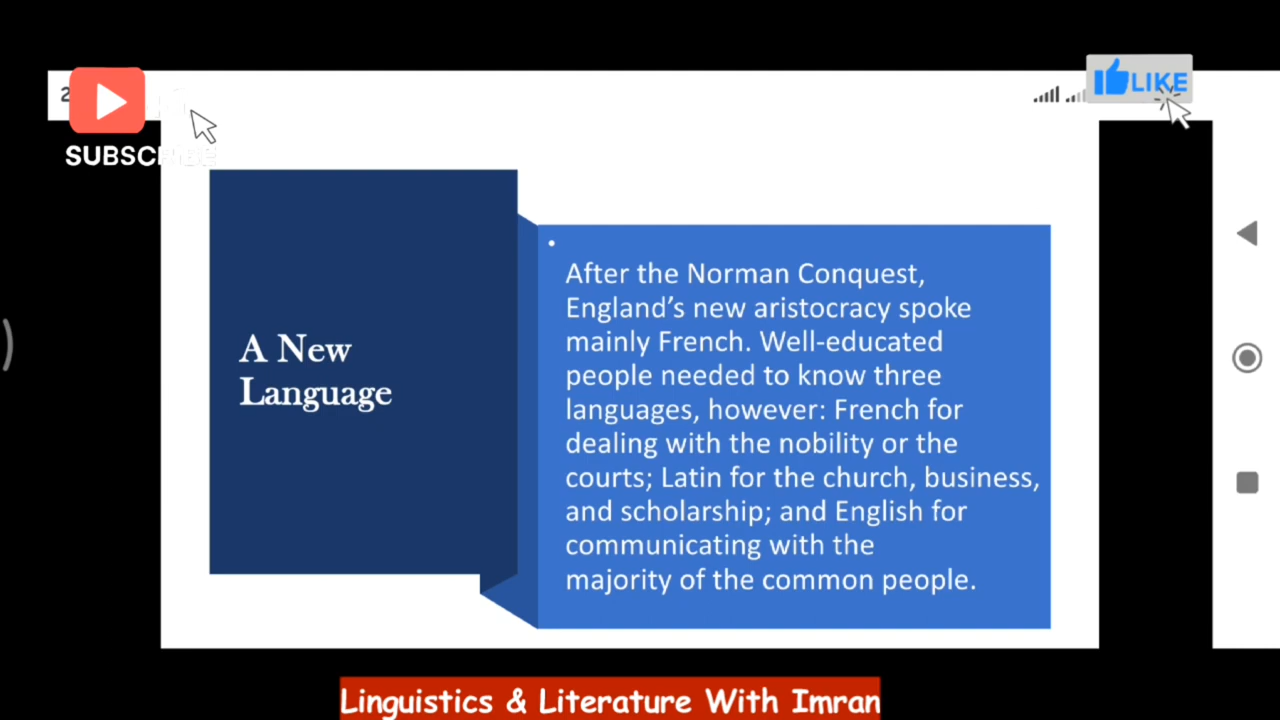 2
LIKE
SUBSCRIBE
A New
Language
• After the Norman Conquest,
England’s new aristocracy spoke
mainly French. Well-educated
people needed to know three
languages, however: French for
dealing with the nobility or the
courts; Latin for the church, business,
and scholarship; and English for
communicating with the
majority of the common people.
Linguistics & Literature With Imran